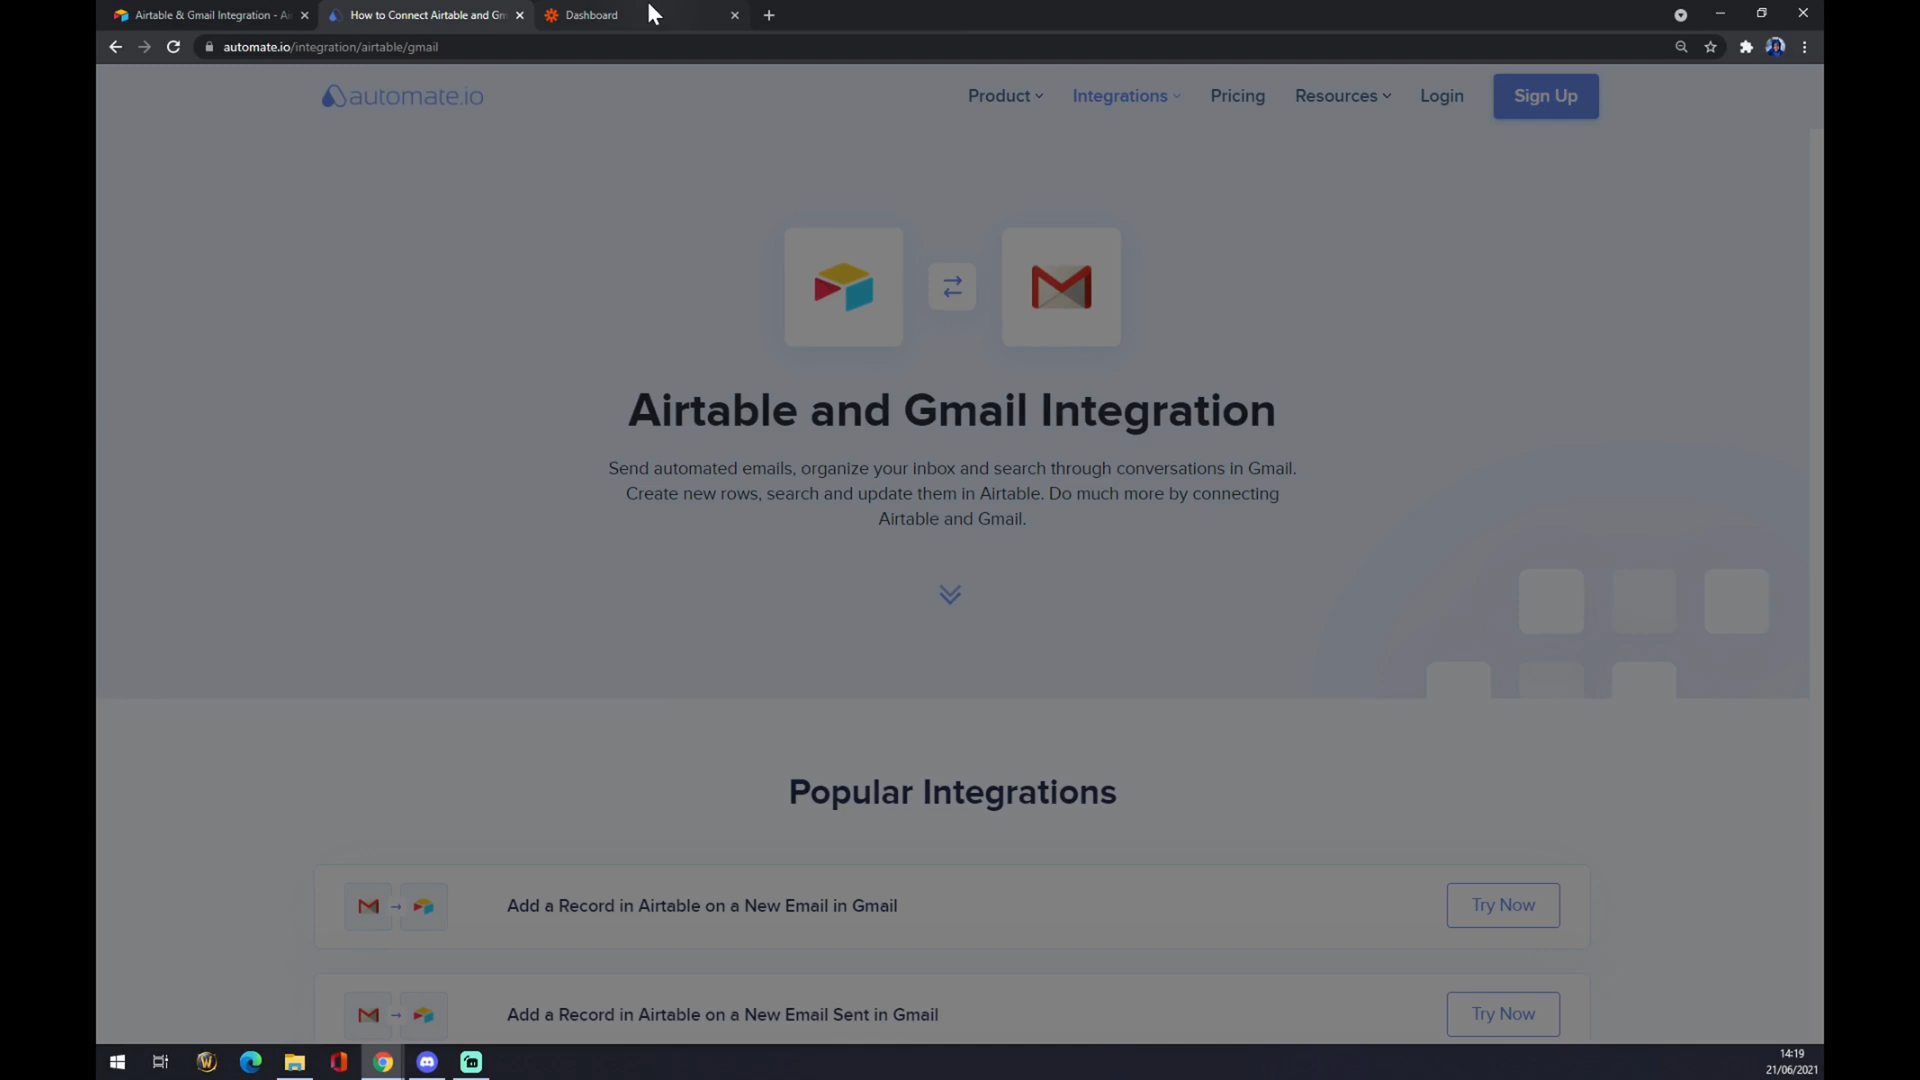 Airtable & Gmail Integration - Ai
How to Connect Airtable and Gm
Dashboard
automate.io/integration/airtable/gmail
automate.io
Product
Integrations
Pricing
Resources
Login
Sign Up
Airtable and Gmail Integration
Send automated emails, organize your inbox and search through conversations in Gmail.
Create new rows, search and update them in Airtable. Do much more by connecting
Airtable and Gmail.
Popular Integrations
Add a Record in Airtable on a New Email in Gmail
Try Now
Add a Record in Airtable on a New Email Sent in Gmail
Try Now
14:19
21/06/2021